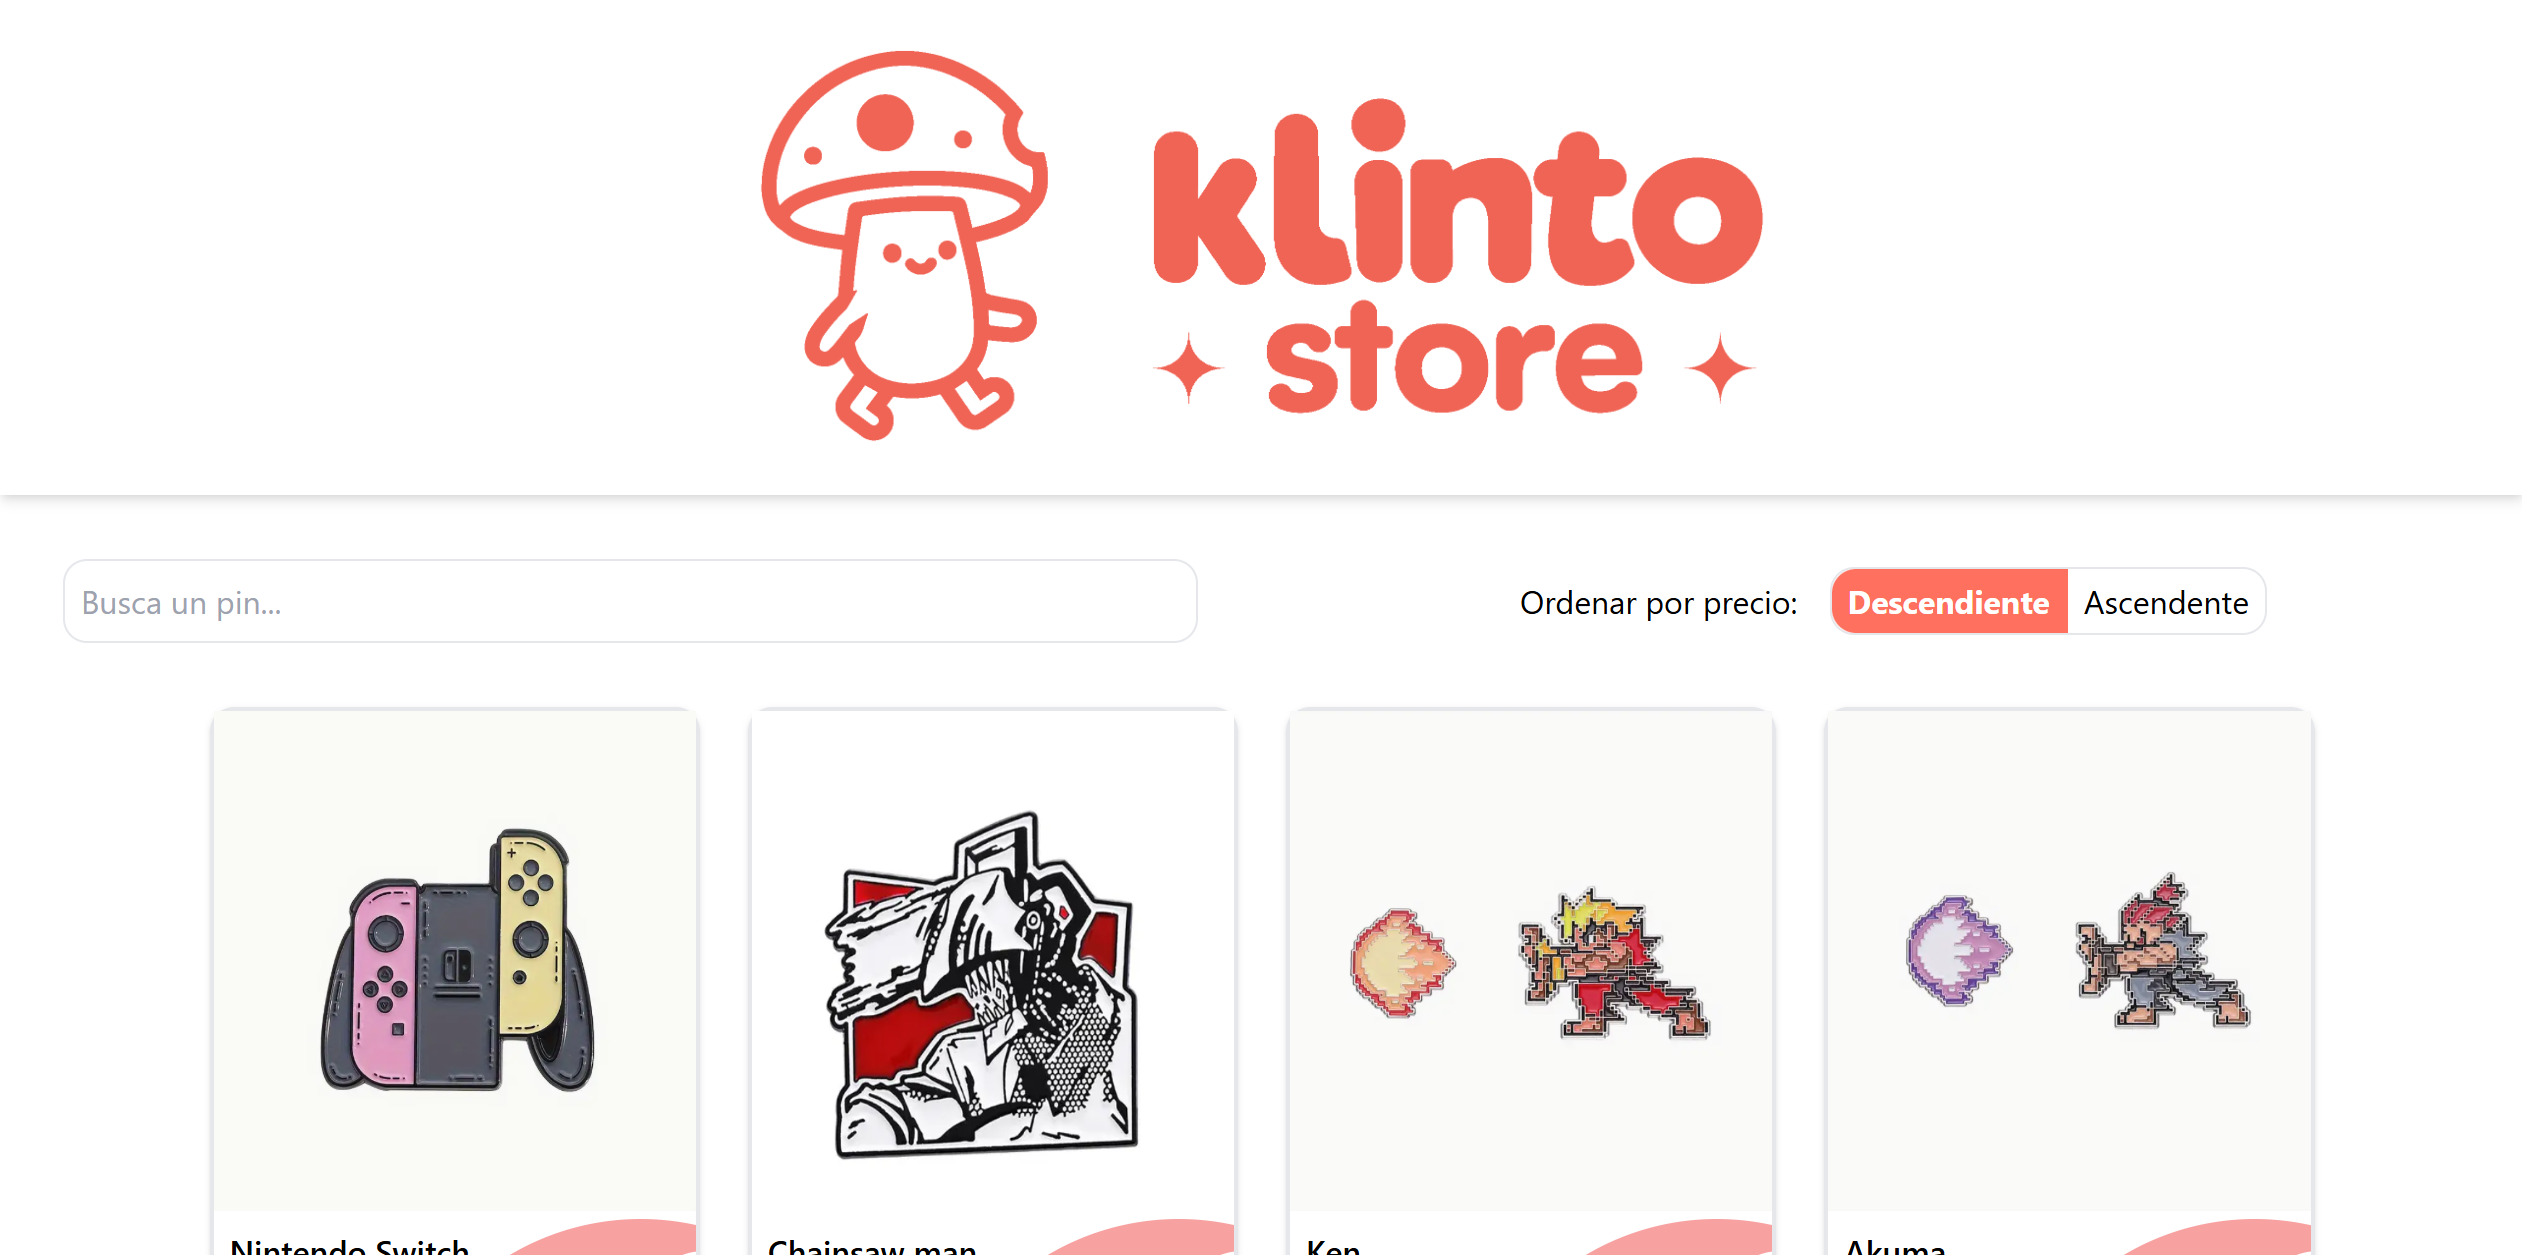 klinto
store
Busca un pin...
Ordenar por precio:
Descendiente
Ascendente
Nintendo Switch
Chainsaw man
Ken
Akuma